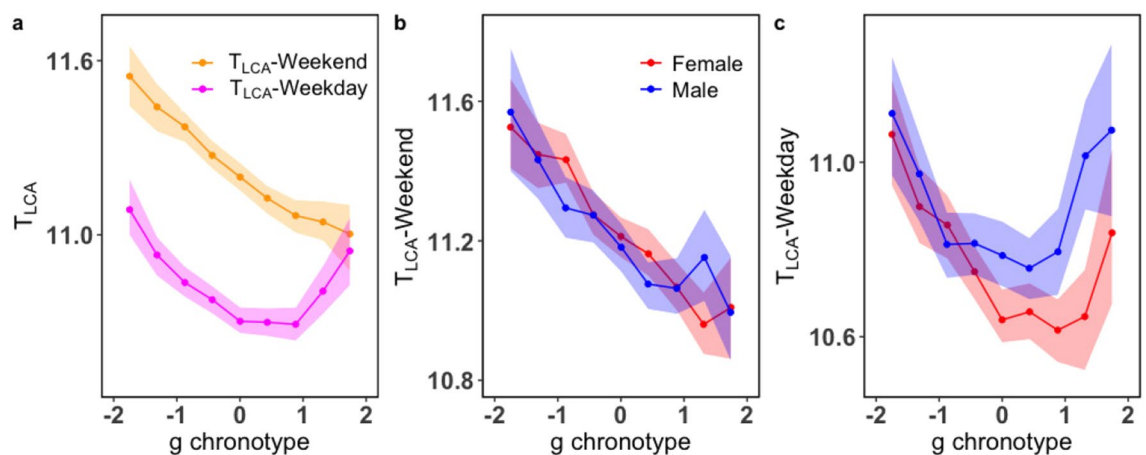 a
T_LCA
11.6
11.0
T_LCA-Weekend
T_LCA-Weekday
-2 -1 0 1 2
g chronotype
b
T_LCA-Weekend
11.6
11.2
10.8
Female
Male
-2 -1 0 1 2
g chronotype
c
T_LCA-Weekday
11.0
10.6
-2 -1 0 1 2
g chronotype